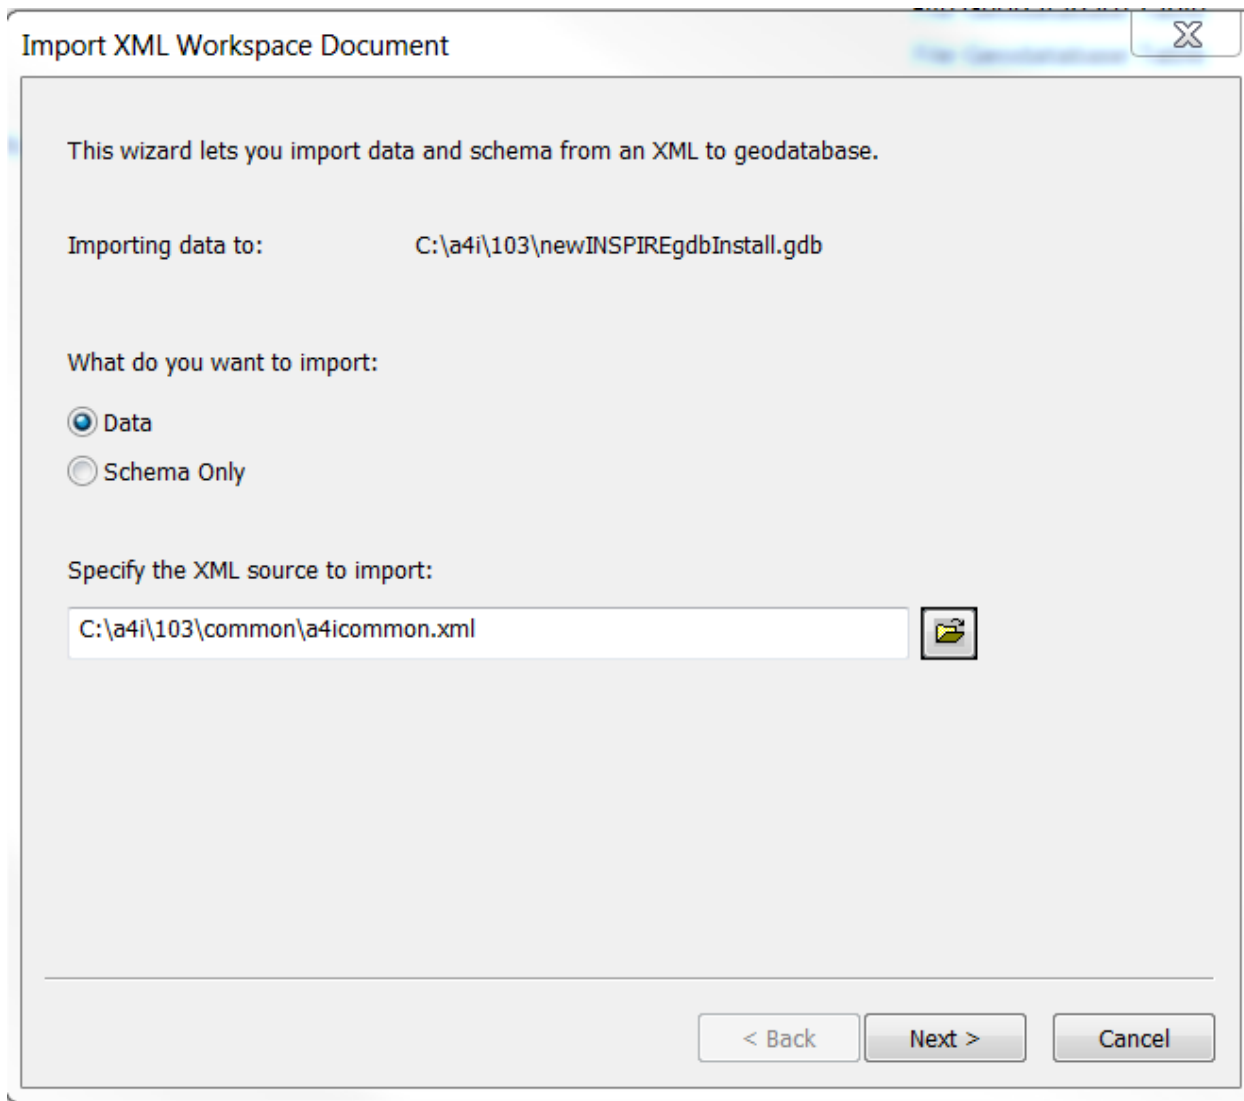 Import XML Workspace Document
This wizard lets you import data and schema from an XML to geodatabase.
Importing data to: C:\a4i\103\newINSPIREgdbInstall.gdb
What do you want to import:
Data
Schema Only
Specify the XML source to import:
C:\a4i\103\common\a4icommon.xml
< Back Next > Cancel